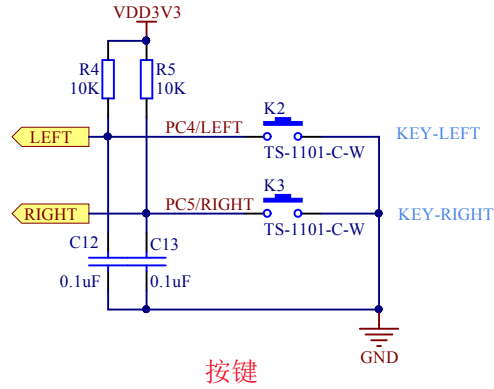 VDD3V3
R4 R5
10K 10K
K2
LEFT PC4/LEFT KEY-LEFT
TS-1101-C-W
K3
RIGHT PC5/RIGHT KEY-RIGHT
TS-1101-C-W
C12 C13
0.1uF 0.1uF
GND
按键